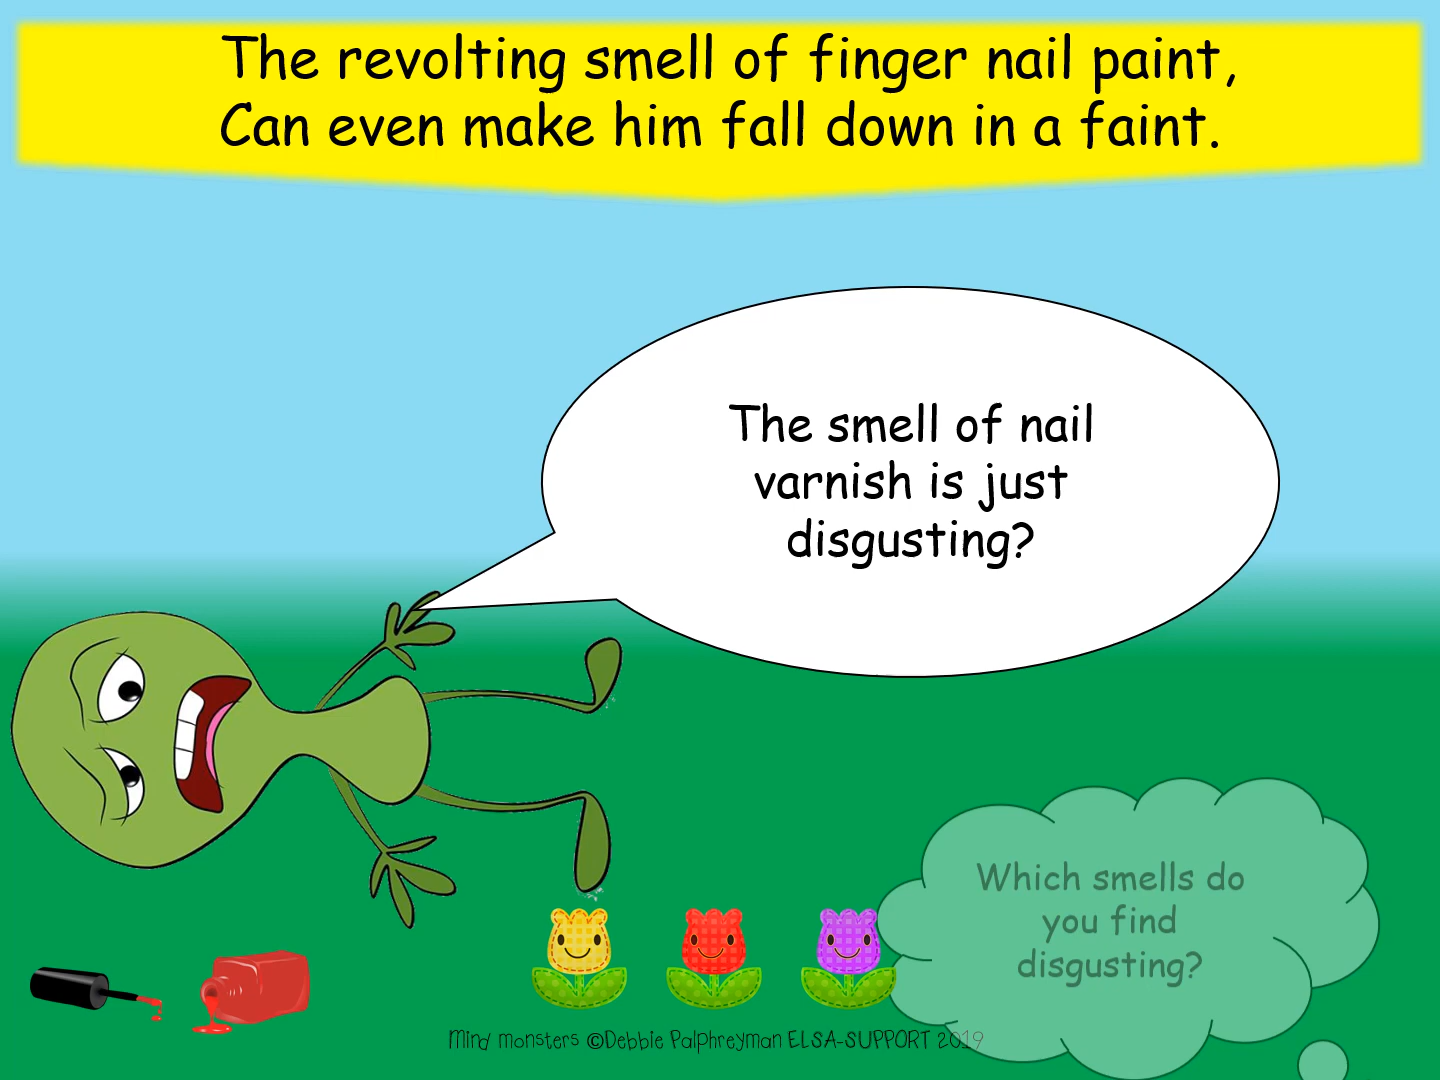 The revolting smell of finger nail paint,
Can even make him fall down in a faint.
The smell of nail
varnish is just
disgusting?
Which smells do
you find
disgusting?
Mind monsters ©Debbie Palphreyman ELSA-SUPPORT 2019